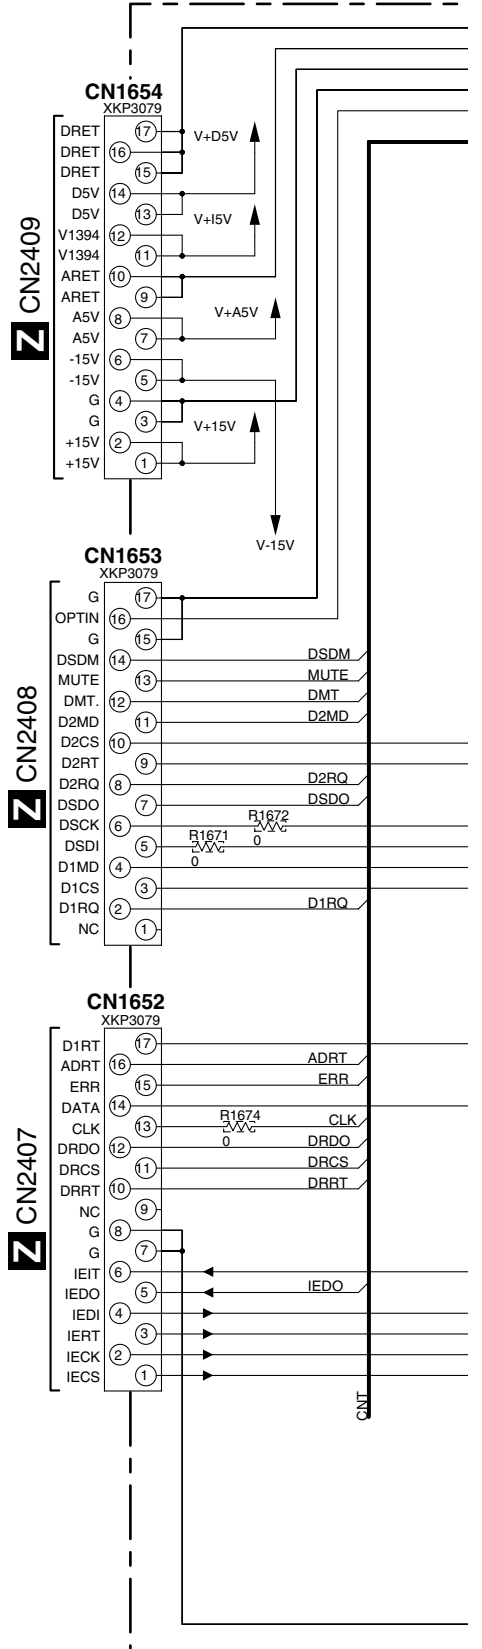 CN1654
XKP3079
Z CN2409
DRET 17
DRET 16
DRET 15
D5V 14
D5V 13
V1394 12
V1394 11
ARET 10
ARET 9
A5V 8
A5V 7
-15V 6
-15V 5
G 4
G 3
+15V 2
+15V 1
V+D5V
V+I5V
V+A5V
V+15V
V-15V
CN1653
XKP3079
Z CN2408
G 17
OPTIN 16
G 15
DSDM 14 DSDM
MUTE 13 MUTE
DMT. 12 DMT
D2MD 11 D2MD
D2CS 10
D2RT 9
D2RQ 8 D2RQ
DSDO 7 DSDO
DSCK 6 R1672 0
DSDI 5 R1671 0
D1MD 4
D1CS 3
D1RQ 2 D1RQ
NC 1
CN1652
XKP3079
Z CN2407
D1RT 17
ADRT 16 ADRT
ERR 15 ERR
DATA 14
CLK 13 R1674 0 CLK
DRDO 12 DRDO
DRCS 11 DRCS
DRRT 10 DRRT
NC 9
G 8
G 7
IEIT 6
IEDO 5 IEDO
IEDI 4
IERT 3
IECK 2
IECS 1
CNT